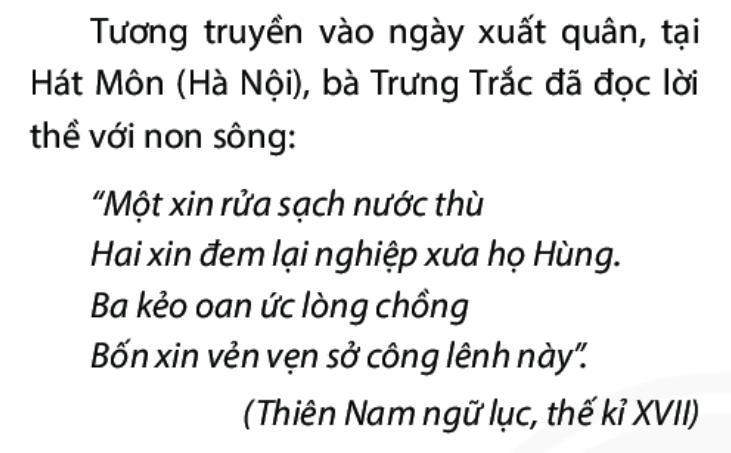 Tương truyền vào ngày xuất quân, tại
Hát Môn (Hà Nội), bà Trưng Trắc đã đọc lời
thề với non sông:
“Một xin rửa sạch nước thù
Hai xin đem lại nghiệp xưa họ Hùng.
Ba kẻo oan ức lòng chồng
Bốn xin vẻn vẹn sở công lênh này”.
(Thiên Nam ngữ lục, thế kỉ XVII)